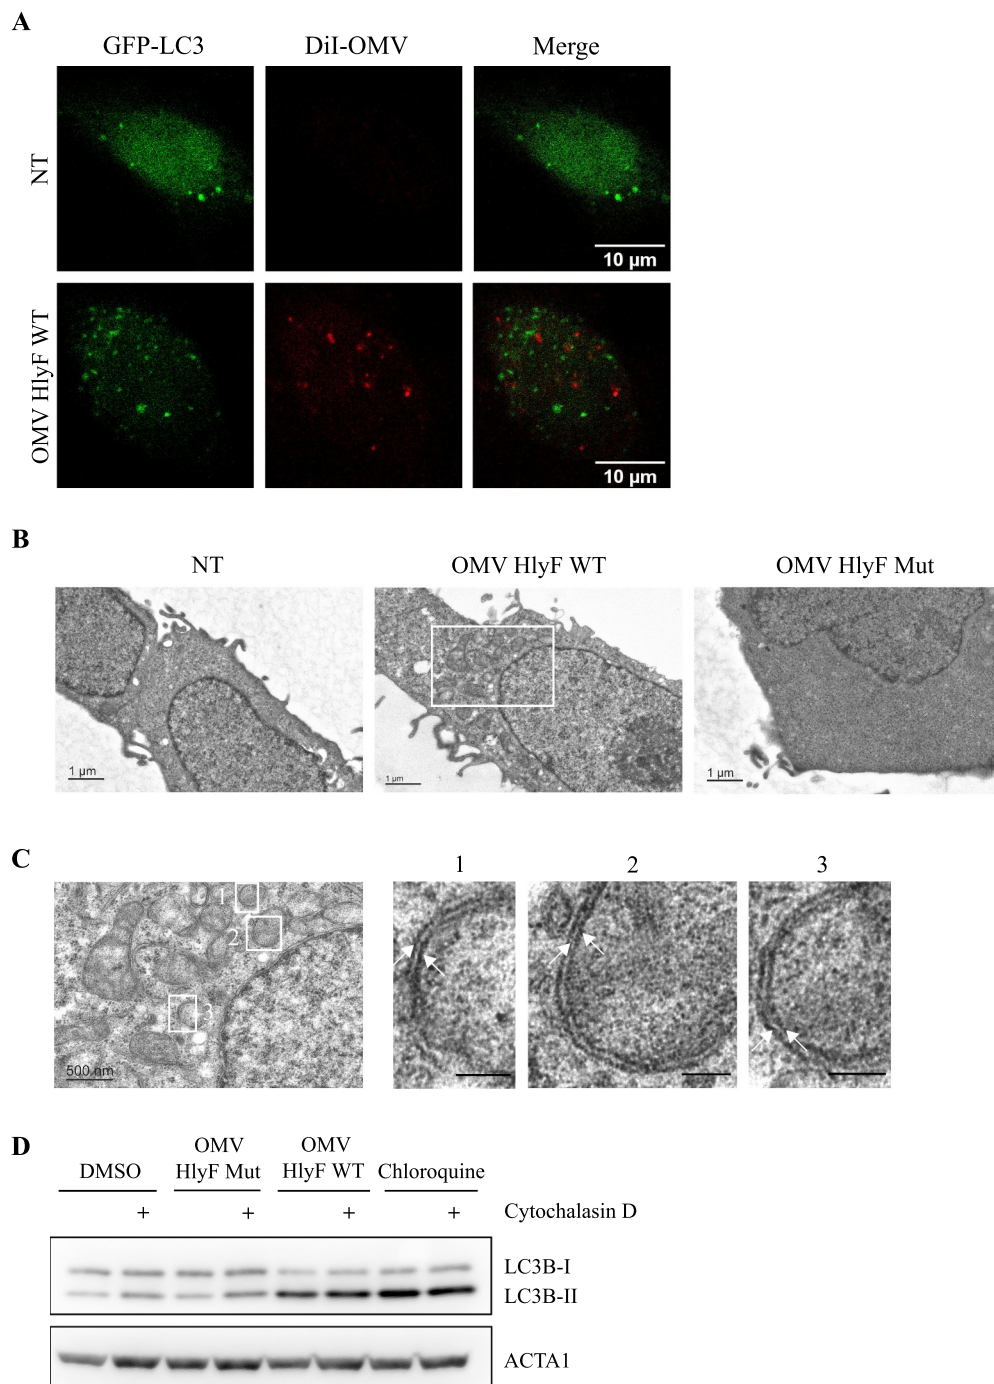 A
GFP-LC3 DiI-OMV Merge
NT
10 µm
OMV HlyF WT
10 µm
B
NT OMV HlyF WT OMV HlyF Mut
1 µm 1 µm 1 µm
C
1 2 3
1
2
3
500 nm
D
DMSO OMV HlyF Mut OMV HlyF WT Chloroquine
+ + + + Cytochalasin D
LC3B-I
LC3B-II
ACTA1